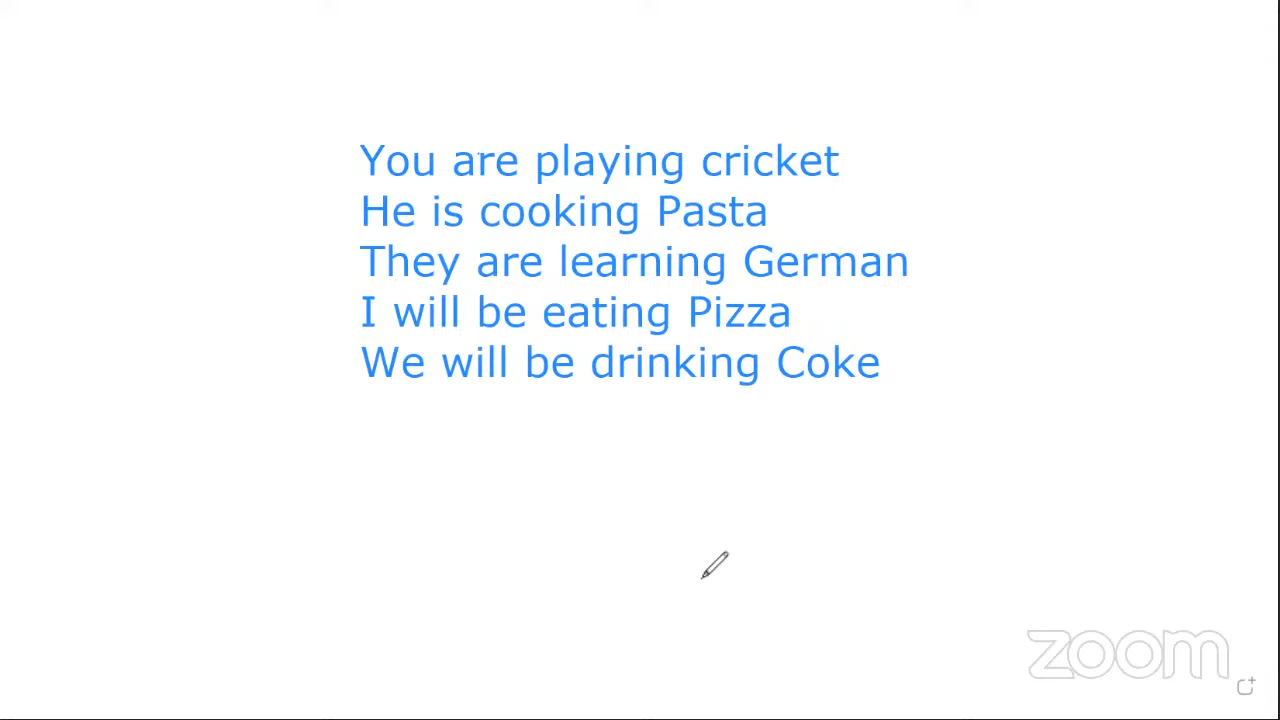 You are playing cricket
He is cooking Pasta
They are learning German
I will be eating Pizza
We will be drinking Coke
zoom